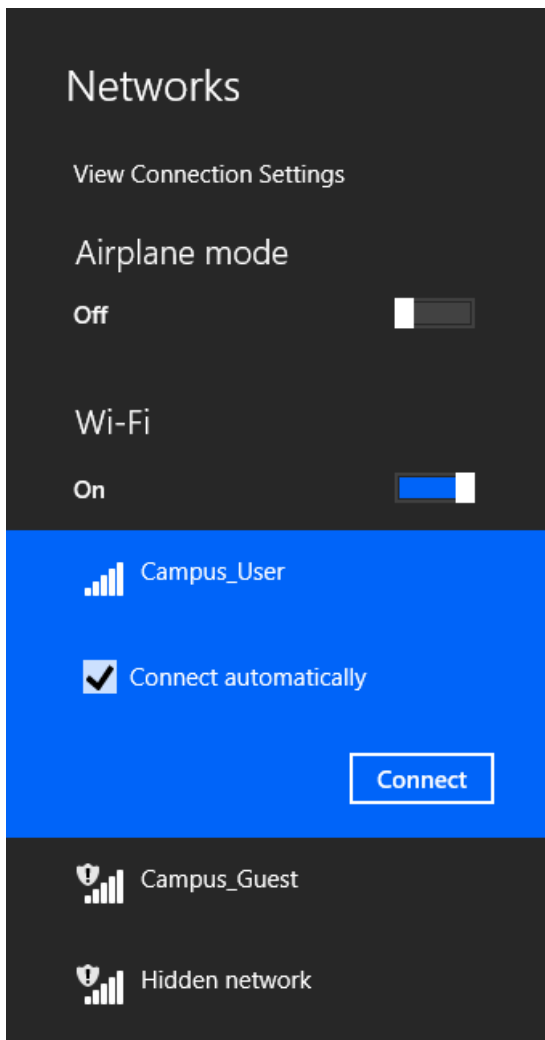 Networks
View Connection Settings
Airplane mode
Off
Wi-Fi
On
Campus_User
Connect automatically
Connect
Campus_Guest
Hidden network